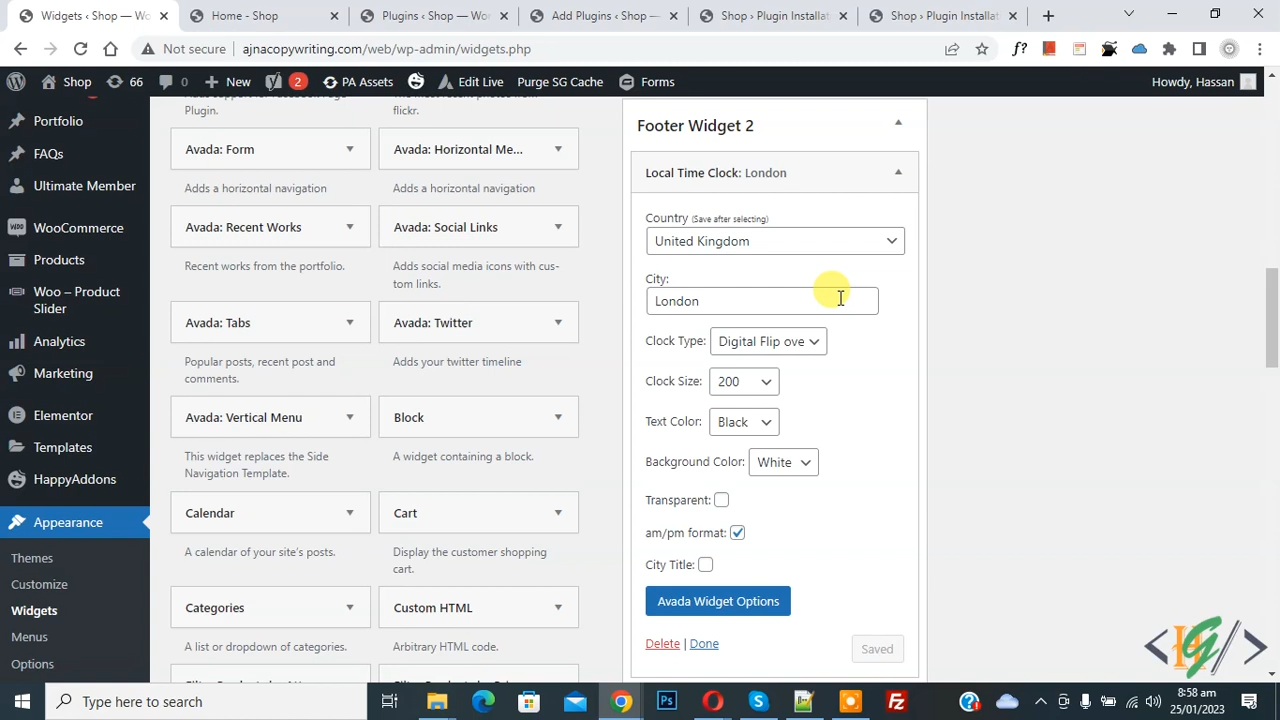 Widgets ‹ Shop — Wo
Home - Shop
Plugins ‹ Shop — Wo
Add Plugins ‹ Shop —
Shop › Plugin Installat
Shop › Plugin Installat
Not secure
ajnacopywriting.com/web/wp-admin/widgets.php
f?
Shop
66
0
New
2
PA Assets
Edit Live
Purge SG Cache
Forms
Howdy, Hassan
Portfolio
FAQs
Ultimate Member
WooCommerce
Products
Woo – Product
Slider
Analytics
Marketing
Elementor
Templates
HappyAddons
Appearance
Themes
Customize
Widgets
Menus
Options
Plugin.
flickr.
Avada: Form
Avada: Horizontal Me...
Adds a horizontal navigation
Adds a horizontal navigation
Avada: Recent Works
Avada: Social Links
Recent works from the portfolio.
Adds social media icons with cus-
tom links.
Avada: Tabs
Avada: Twitter
Popular posts, recent post and
comments.
Adds your twitter timeline
Avada: Vertical Menu
Block
This widget replaces the Side
Navigation Template.
A widget containing a block.
Calendar
Cart
A calendar of your site's posts.
Display the customer shopping
cart.
Categories
Custom HTML
A list or dropdown of categories.
Arbitrary HTML code.
Footer Widget 2
Local Time Clock: London
Country (Save after selecting)
United Kingdom
City:
London
Clock Type: Digital Flip ove
Clock Size: 200
Text Color: Black
Background Color: White
Transparent:
am/pm format:
City Title:
Avada Widget Options
Delete | Done
Saved
Type here to search
8:58 am
25/01/2023